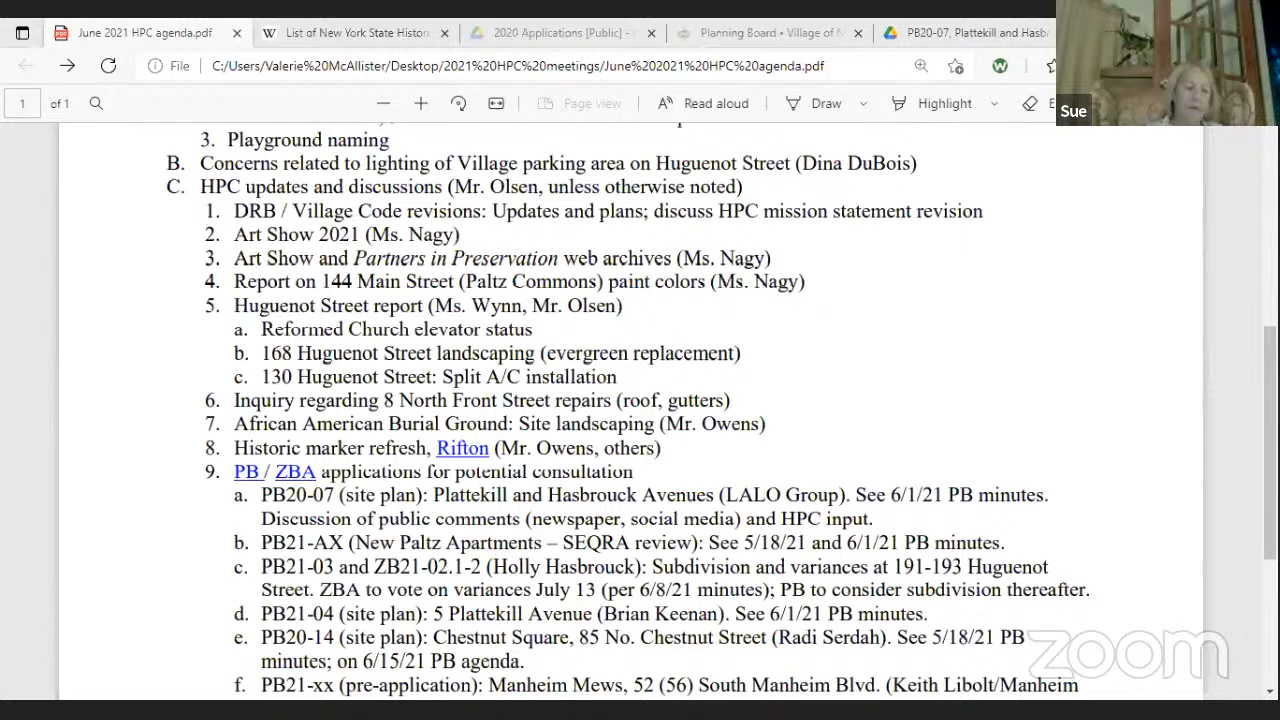 June 2021 HPC agenda.pdf
List of New York State Histori
2020 Applications [Public] -
Planning Board • Village of N
PB20-07, Plattekill and Hasb
File
C:/Users/Valerie%20McAllister/Desktop/2021%20HPC%20meetings/June%202021%20HPC%20agenda.pdf
1 of 1
Page view
Read aloud
Draw
Highlight
Sue
3. Playground naming
B. Concerns related to lighting of Village parking area on Huguenot Street (Dina DuBois)
C. HPC updates and discussions (Mr. Olsen, unless otherwise noted)
1. DRB / Village Code revisions: Updates and plans; discuss HPC mission statement revision
2. Art Show 2021 (Ms. Nagy)
3. Art Show and Partners in Preservation web archives (Ms. Nagy)
4. Report on 144 Main Street (Paltz Commons) paint colors (Ms. Nagy)
5. Huguenot Street report (Ms. Wynn, Mr. Olsen)
a. Reformed Church elevator status
b. 168 Huguenot Street landscaping (evergreen replacement)
c. 130 Huguenot Street: Split A/C installation
6. Inquiry regarding 8 North Front Street repairs (roof, gutters)
7. African American Burial Ground: Site landscaping (Mr. Owens)
8. Historic marker refresh, Rifton (Mr. Owens, others)
9. PB / ZBA applications for potential consultation
a. PB20-07 (site plan): Plattekill and Hasbrouck Avenues (LALO Group). See 6/1/21 PB minutes.
Discussion of public comments (newspaper, social media) and HPC input.
b. PB21-AX (New Paltz Apartments – SEQRA review): See 5/18/21 and 6/1/21 PB minutes.
c. PB21-03 and ZB21-02.1-2 (Holly Hasbrouck): Subdivision and variances at 191-193 Huguenot
Street. ZBA to vote on variances July 13 (per 6/8/21 minutes); PB to consider subdivision thereafter.
d. PB21-04 (site plan): 5 Plattekill Avenue (Brian Keenan). See 6/1/21 PB minutes.
e. PB20-14 (site plan): Chestnut Square, 85 No. Chestnut Street (Radi Serdah). See 5/18/21 PB
minutes; on 6/15/21 PB agenda.
f. PB21-xx (pre-application): Manheim Mews, 52 (56) South Manheim Blvd. (Keith Libolt/Manheim
zoom